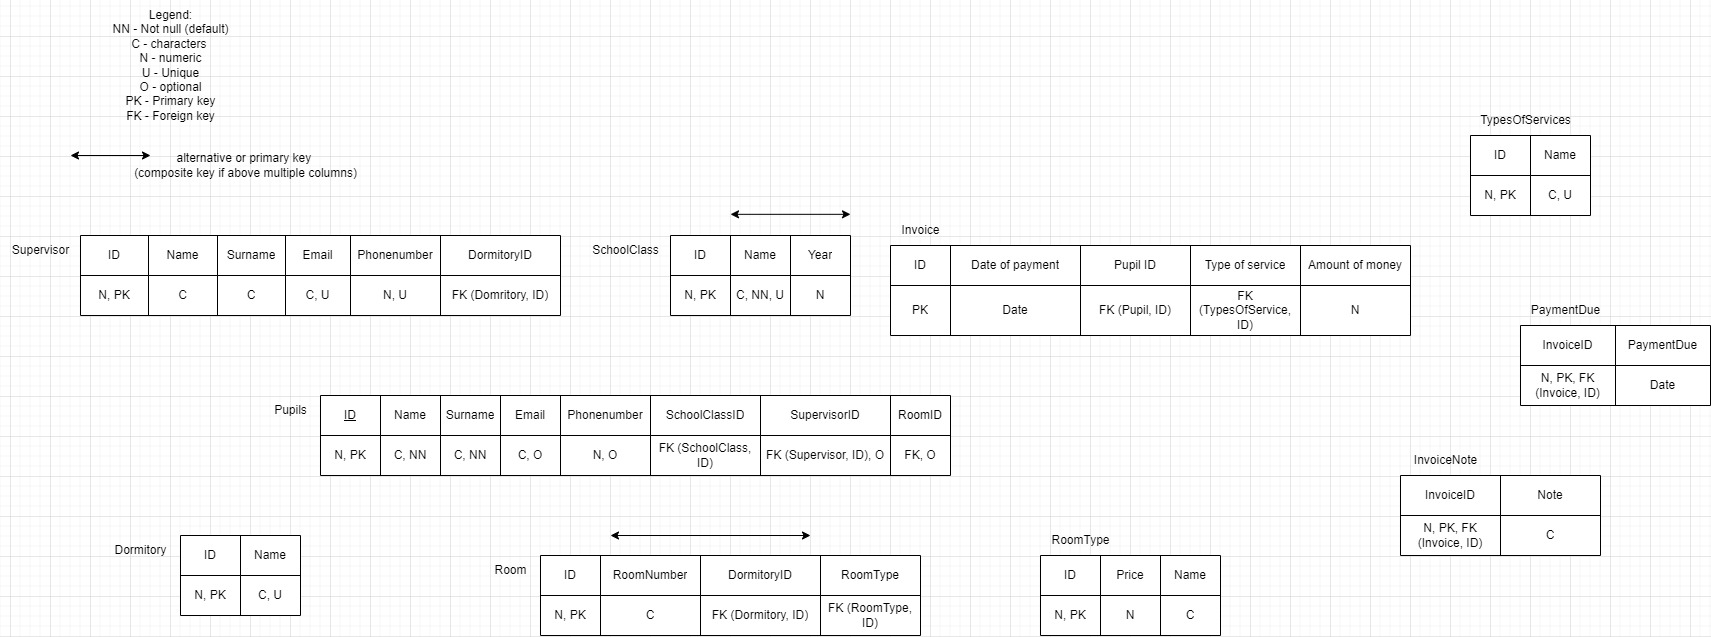 Legend:
NN - Not null (default)
C - characters
N - numeric
U - Unique
O - optional
PK - Primary key
FK - Foreign key
alternative or primary key
(composite key if above multiple columns)
TypesOfServices
ID Name
N, PK C, U
Supervisor
ID Name Surname Email Phonenumber DormitoryID
N, PK C C C, U N, U FK (Domritory, ID)
SchoolClass
ID Name Year
N, PK C, NN, U N
Invoice
ID Date of payment Pupil ID Type of service Amount of money
PK Date FK (Pupil, ID) FK
(TypesOfService,
ID) N
PaymentDue
InvoiceID PaymentDue
N, PK, FK
(Invoice, ID) Date
Pupils
ID Name Surname Email Phonenumber SchoolClassID SupervisorID RoomID
N, PK C, NN C, NN C, O N, O FK (SchoolClass,
ID) FK (Supervisor, ID), O FK, O
InvoiceNote
InvoiceID Note
N, PK, FK
(Invoice, ID) C
Dormitory
ID Name
N, PK C, U
Room
ID RoomNumber DormitoryID RoomType
N, PK C FK (Dormitory, ID) FK (RoomType,
ID)
RoomType
ID Price Name
N, PK N C